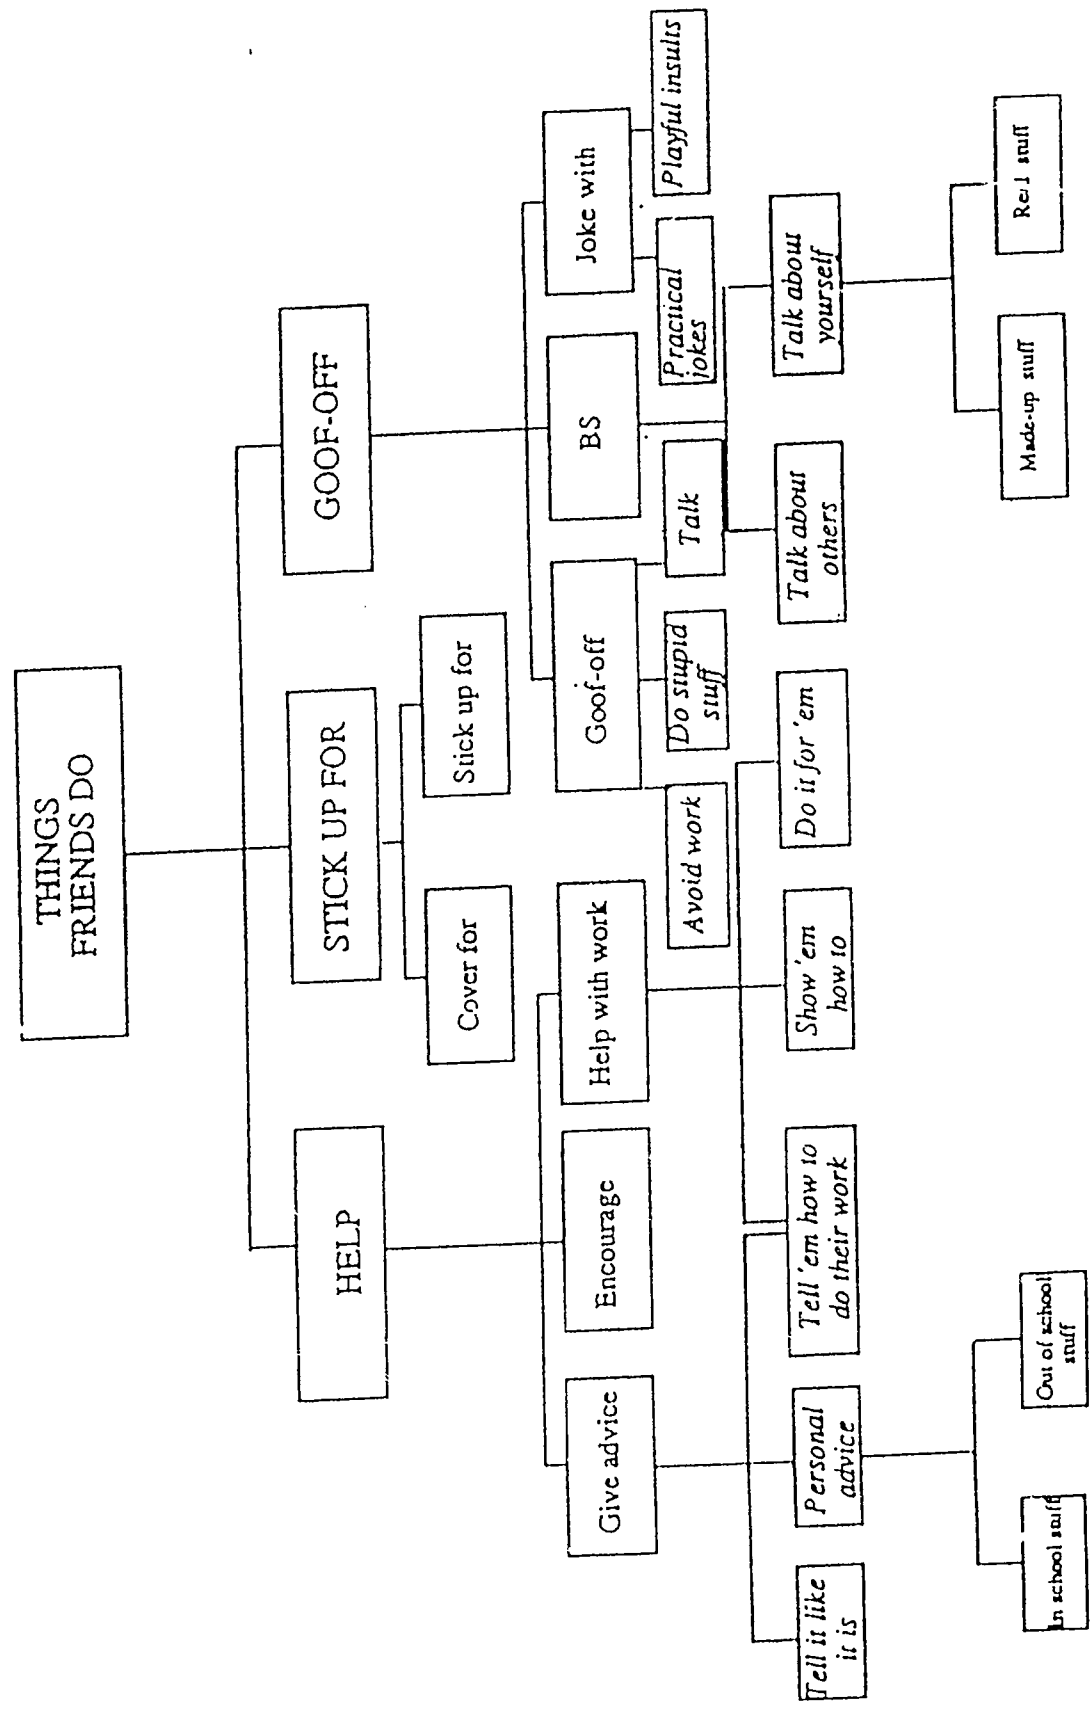 THINGS
FRIENDS DO
HELP
STICK UP FOR
GOOF-OFF
Cover for
Stick up for
Give advice
Encourage
Help with work
Goof-off
BS
Joke with
Avoid work
Do stupid
stuff
Talk
Practical
jokes
Playful insults
Tell it like
it is
Personal
advice
Tell 'em how to
do their work
Show 'em
how to
Do it for 'em
Talk about
others
Talk about
yourself
In school stuff
Out of school
stuff
Made-up stuff
Real stuff